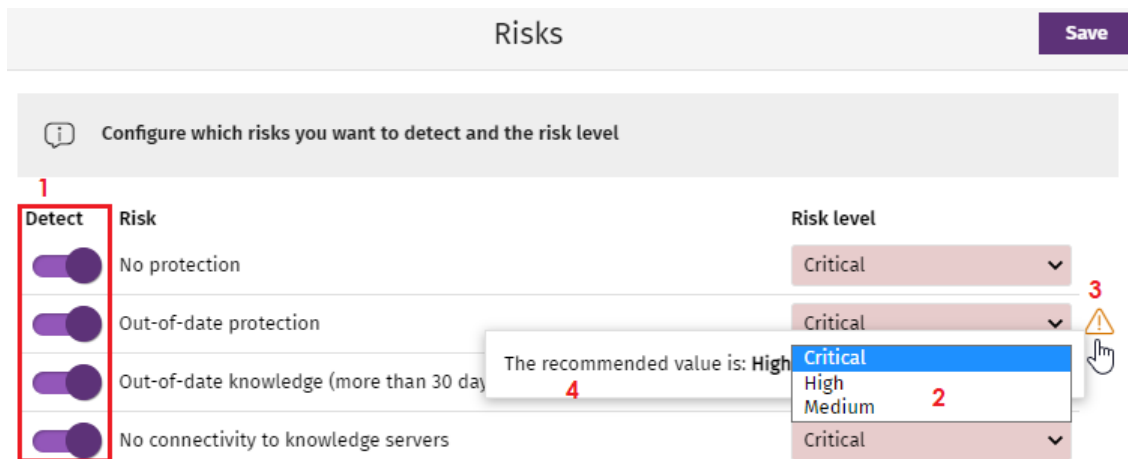 Risks
Save
Configure which risks you want to detect and the risk level
1
Detect Risk Risk level
No protection Critical
3
Out-of-date protection Critical
The recommended value is: High
Critical
High
Medium
2
4
Out-of-date knowledge (more than 30 day
No connectivity to knowledge servers Critical